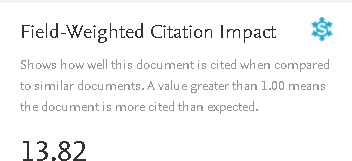 Field-Weighted Citation Impact
Shows how well this document is cited when compared
to similar documents. A value greater than 1.00 means
the document is more cited than expected.
13.82